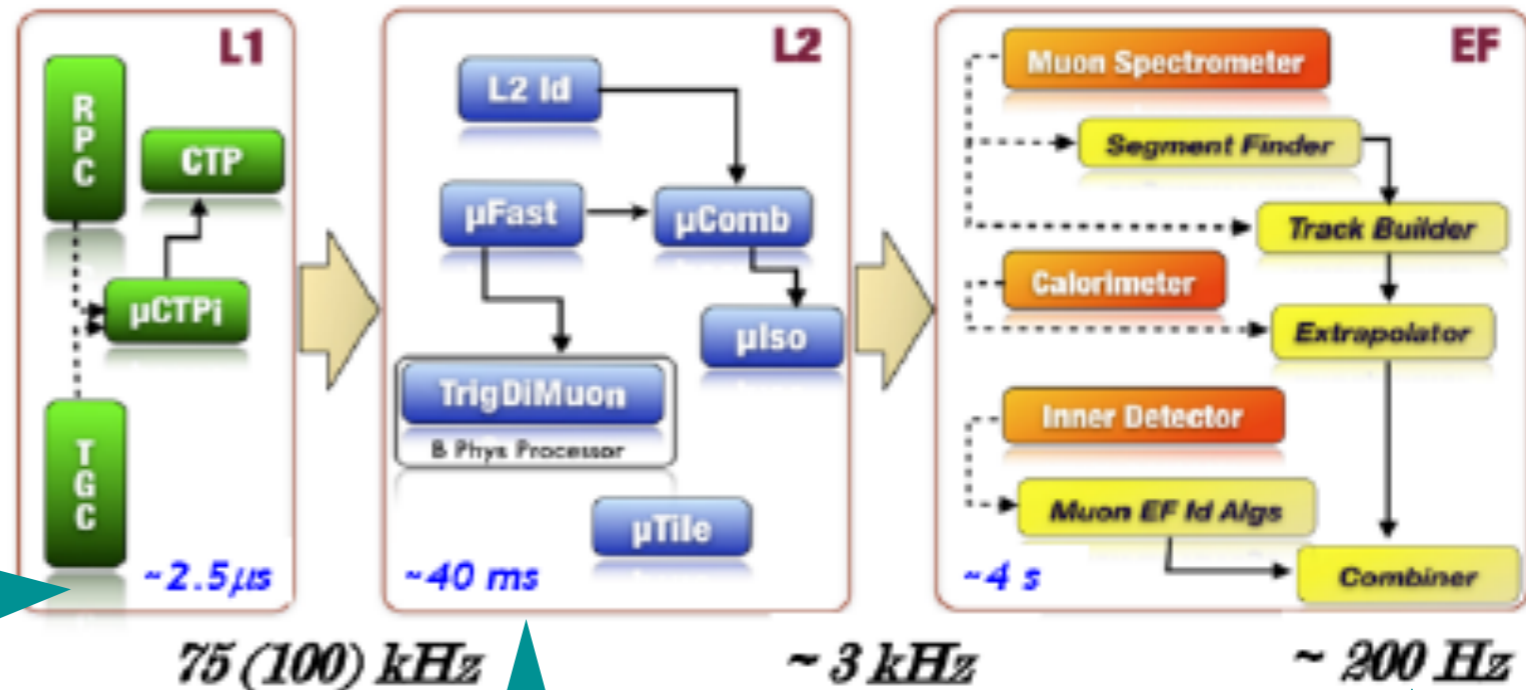 L1
RPC
CTP
μCTPi
TGC
~2.5μs
L2
L2 Id
μFast
μComb
μIso
TrigDiMuon
B Phys Processor
μTile
~40 ms
EF
Muon Spectrometer
Segment Finder
Track Builder
Calorimeter
Extrapolator
Inner Detector
Muon EF Id Algs
Combiner
~4 s
75 (100) kHz
~ 3 kHz
~ 200 Hz